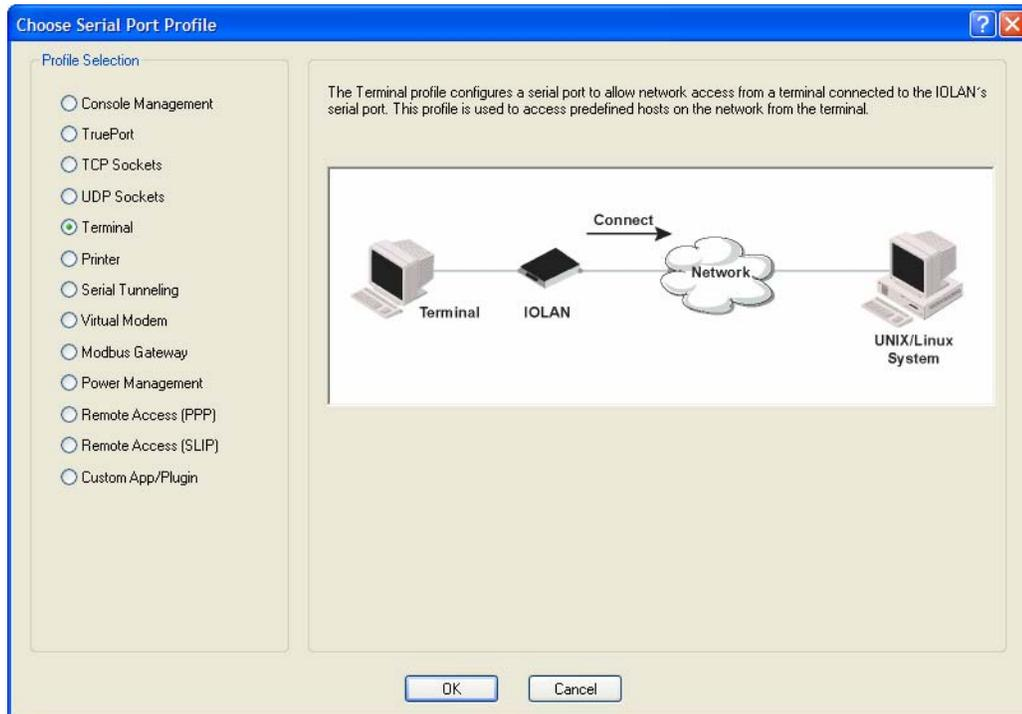 Choose Serial Port Profile
Profile Selection
Console Management
TruePort
TCP Sockets
UDP Sockets
Terminal
Printer
Serial Tunneling
Virtual Modem
Modbus Gateway
Power Management
Remote Access (PPP)
Remote Access (SLIP)
Custom App/Plugin
The Terminal profile configures a serial port to allow network access from a terminal connected to the IOLAN's
serial port. This profile is used to access predefined hosts on the network from the terminal.
Connect
Network
Terminal
IOLAN
UNIX/Linux
System
OK
Cancel